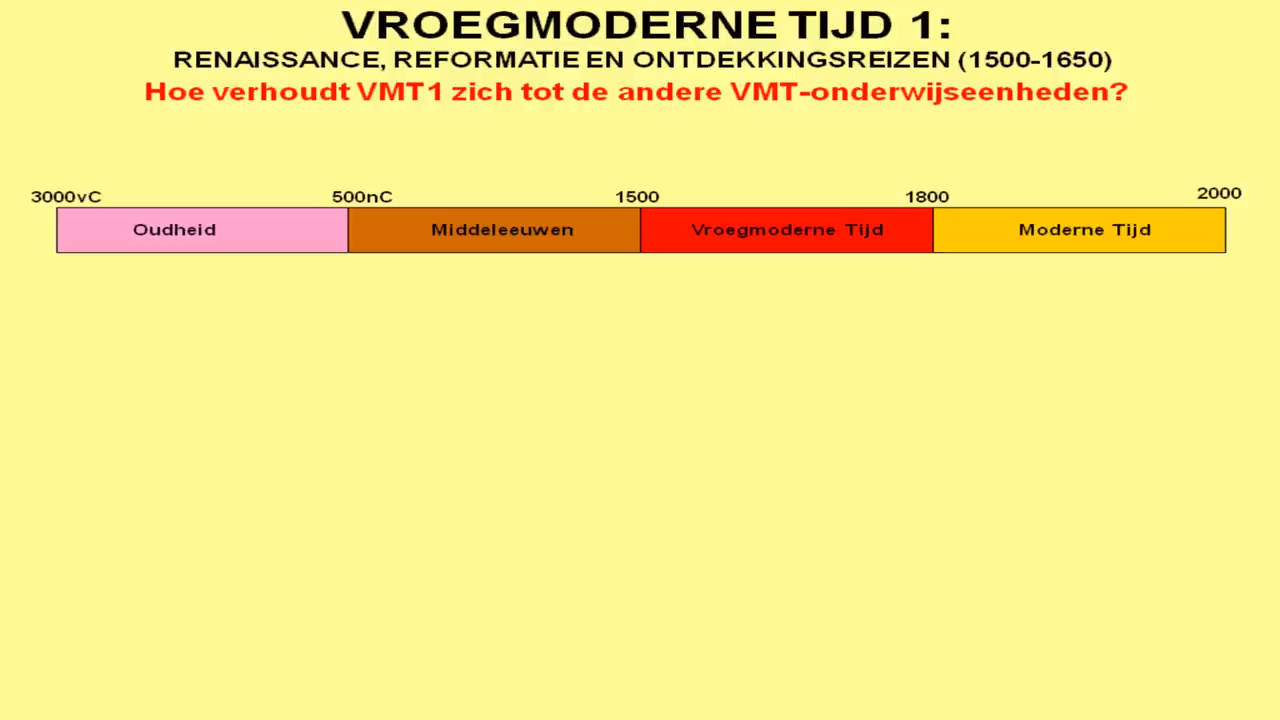 VROEGMODERNE TIJD 1:
RENAISSANCE, REFORMATIE EN ONTDEKKINGSREIZEN (1500-1650)
Hoe verhoudt VMT1 zich tot de andere VMT-onderwijseenheden?
3000vC 500nC 1500 1800 2000
Oudheid Middeleeuwen Vroegmoderne Tijd Moderne Tijd